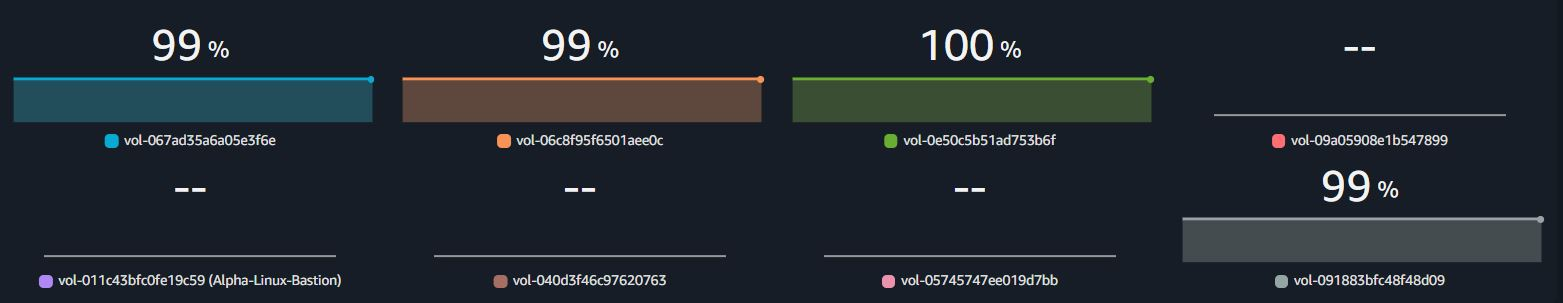 99 %
99 %
100 %
--
vol-067ad35a6a05e3f6e
vol-06c8f95f6501aee0c
vol-0e50c5b51ad753b6f
vol-09a05908e1b547899
--
--
--
99 %
vol-011c43bfc0fe19c59 (Alpha-Linux-Bastion)
vol-040d3f46c97620763
vol-05745747ee019d7bb
vol-091883bfc48f48d09